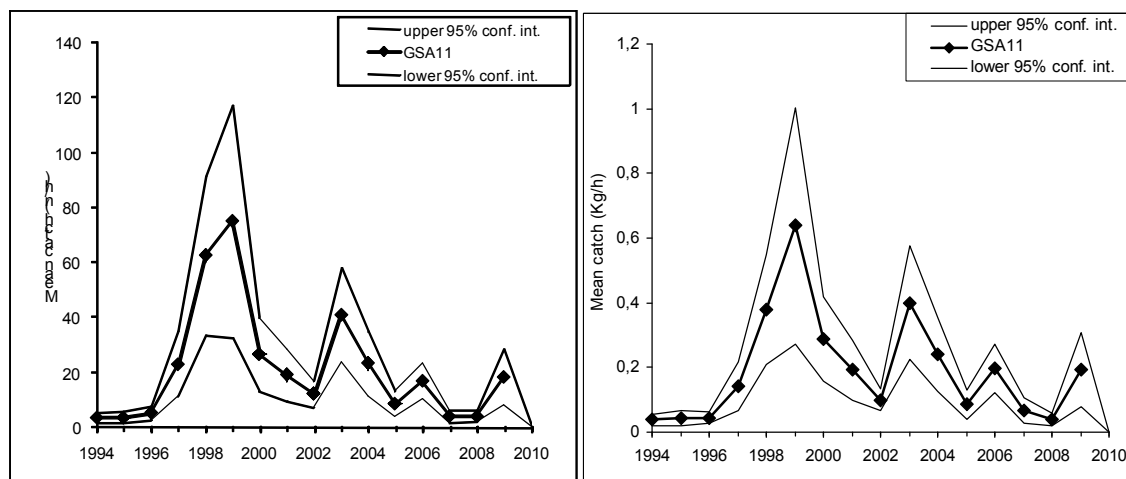 upper 95% conf. int.
GSA11
lower 95% conf. int.
140
120
100
80
60
40
20
0
1994 1996 1998 2000 2002 2004 2006 2008 2010
upper 95% conf. int.
GSA11
lower 95% conf. int.
Mean catch (Kg/h)
1,2
1
0,8
0,6
0,4
0,2
0
1994 1996 1998 2000 2002 2004 2006 2008 2010